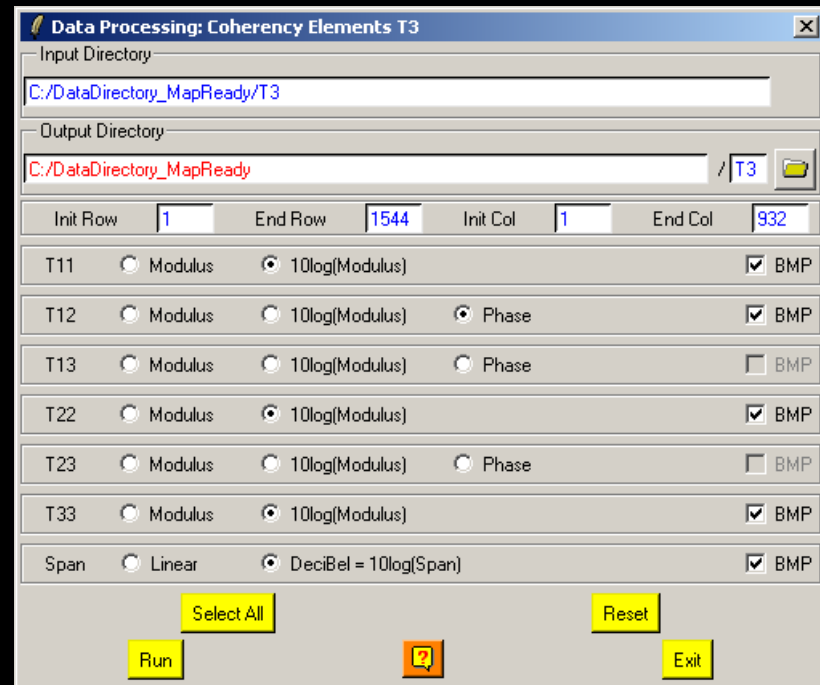 Data Processing: Coherency Elements T3
Input Directory
C:/DataDirectory_MapReady/T3
Output Directory
C:/DataDirectory_MapReady / T3
Init Row 1 End Row 1544 Init Col 1 End Col 932
T11 Modulus 10log(Modulus) BMP
T12 Modulus 10log(Modulus) Phase BMP
T13 Modulus 10log(Modulus) Phase BMP
T22 Modulus 10log(Modulus) BMP
T23 Modulus 10log(Modulus) Phase BMP
T33 Modulus 10log(Modulus) BMP
Span Linear DeciBel = 10log(Span) BMP
Select All Reset
Run ? Exit